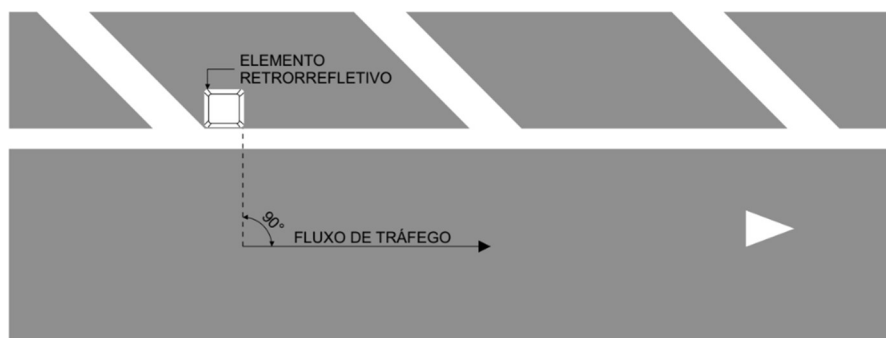 ELEMENTO
RETRORREFLETIVO
90°
FLUXO DE TRÁFEGO